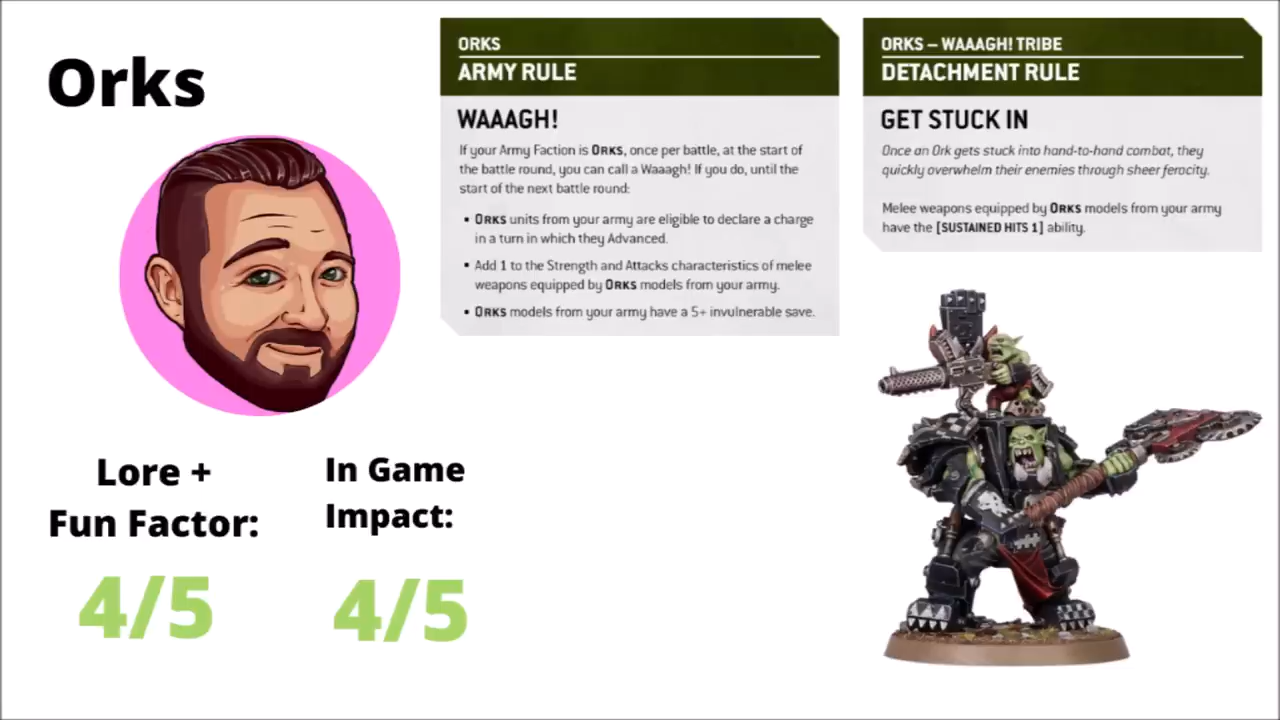 Orks
Lore +
Fun Factor:
4/5
In Game
Impact:
4/5
ORKS
ARMY RULE
WAAAGH!
If your Army Faction is ORKS, once per battle, at the start of
the battle round, you can call a Waaagh! If you do, until the
start of the next battle round:
▪ ORKS units from your army are eligible to declare a charge
in a turn in which they Advanced.
▪ Add 1 to the Strength and Attacks characteristics of melee
weapons equipped by ORKS models from your army.
▪ ORKS models from your army have a 5+ invulnerable save.
ORKS – WAAAGH! TRIBE
DETACHMENT RULE
GET STUCK IN
Once an Ork gets stuck into hand-to-hand combat, they
quickly overwhelm their enemies through sheer ferocity.
Melee weapons equipped by ORKS models from your army
have the [SUSTAINED HITS 1] ability.